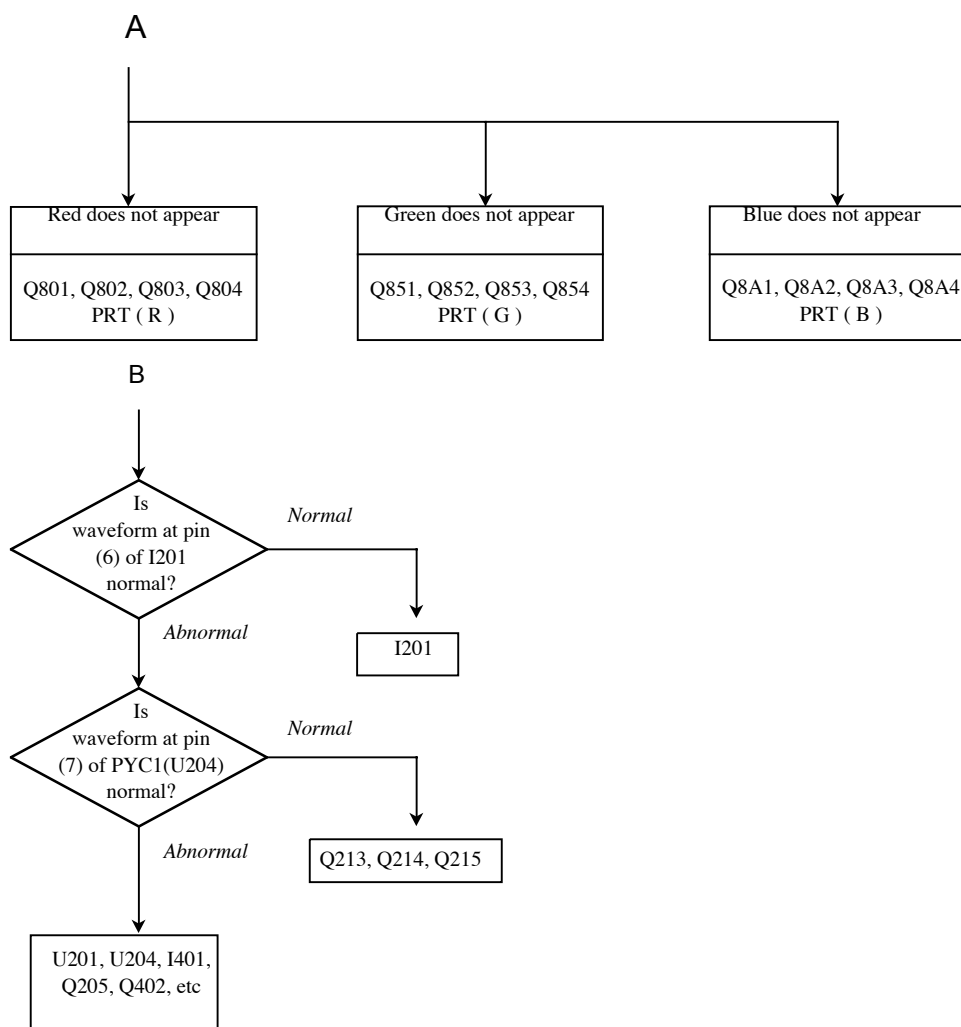 A
Red does not appear
Q801, Q802, Q803, Q804
PRT ( R )
Green does not appear
Q851, Q852, Q853, Q854
PRT ( G )
Blue does not appear
Q8A1, Q8A2, Q8A3, Q8A4
PRT ( B )
B
Is
waveform at pin
(6) of I201
normal?
Normal
I201
Abnormal
Is
waveform at pin
(7) of PYC1(U204)
normal?
Normal
Q213, Q214, Q215
Abnormal
U201, U204, I401,
Q205, Q402, etc